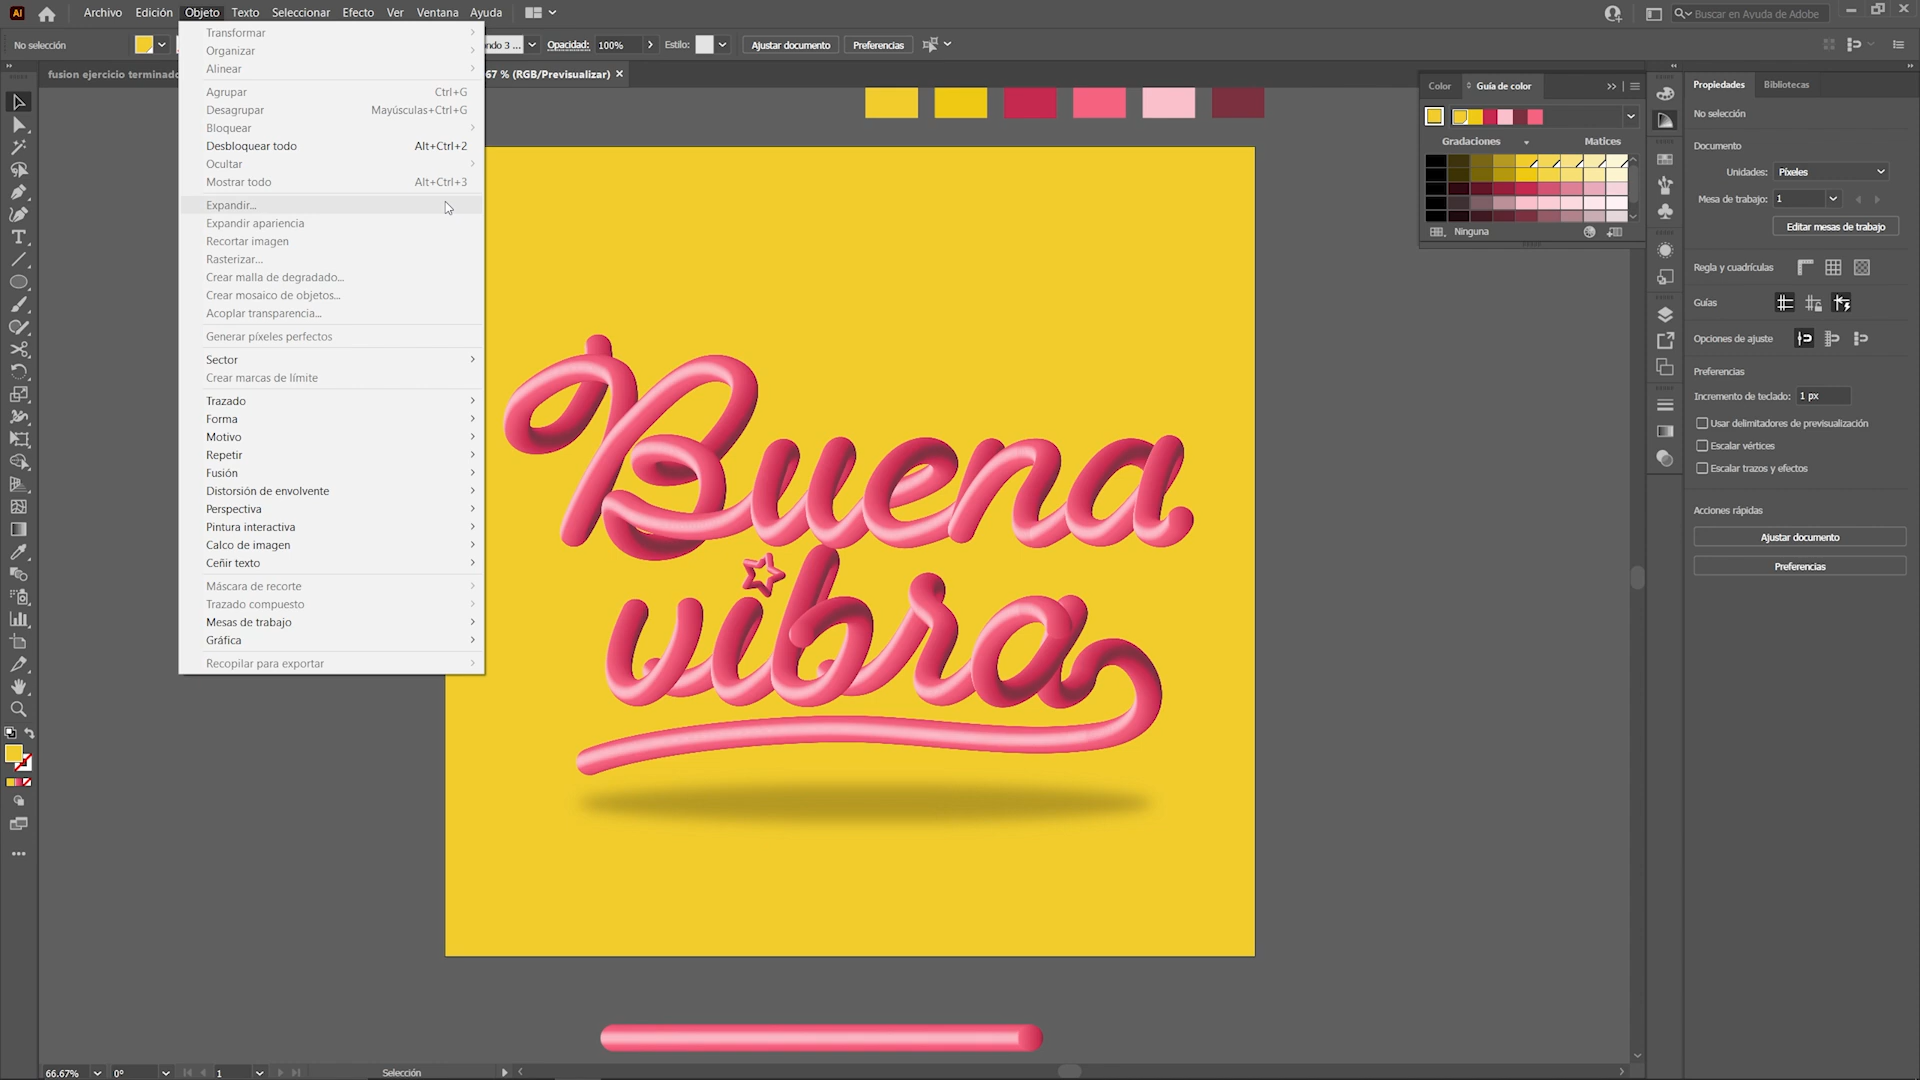 Ai Archivo Edición Objeto Texto Seleccionar Efecto Ver Ventana Ayuda Buscar en Ayuda de Adobe
No selección Opacidad: 100% Estilo: Ajustar documento Preferencias
fusion ejercicio terminado 67 % (RGB/Previsualizar)
Transformar
Organizar
Alinear
Agrupar Ctrl+G
Desagrupar Mayúsculas+Ctrl+G
Bloquear
Desbloquear todo Alt+Ctrl+2
Ocultar
Mostrar todo Alt+Ctrl+3
Expandir...
Expandir apariencia
Recortar imagen
Rasterizar...
Crear malla de degradado...
Crear mosaico de objetos...
Acoplar transparencia...
Generar píxeles perfectos
Sector
Crear marcas de límite
Trazado
Forma
Motivo
Repetir
Fusión
Distorsión de envolvente
Perspectiva
Pintura interactiva
Calco de imagen
Ceñir texto
Máscara de recorte
Trazado compuesto
Mesas de trabajo
Gráfica
Recopilar para exportar
Buena
vibra
Color Guía de color
Gradaciones Matices
Ninguna
Propiedades Bibliotecas
No selección
Documento
Unidades: Píxeles
Mesa de trabajo: 1
Editar mesas de trabajo
Regla y cuadrículas
Guías
Opciones de ajuste
Preferencias
Incremento de teclado: 1 px
Usar delimitadores de previsualización
Escalar vértices
Escalar trazos y efectos
Acciones rápidas
Ajustar documento
Preferencias
66.67% 0° 1 Selección